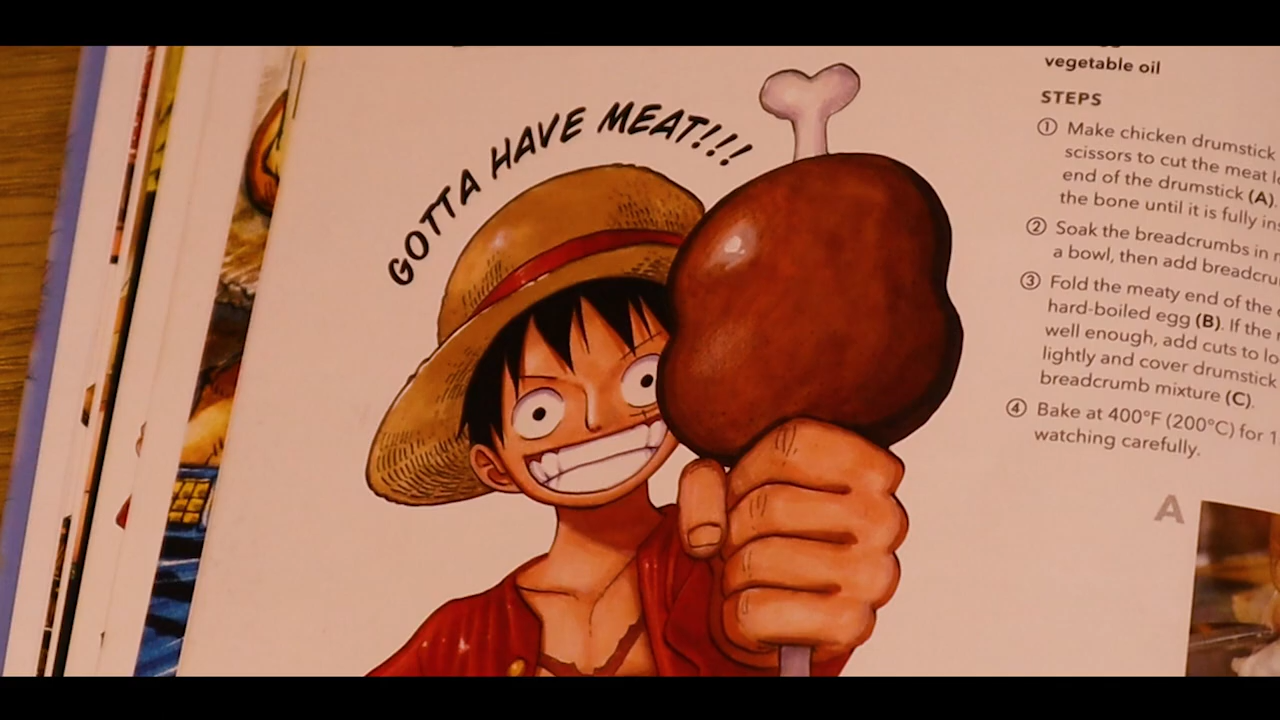 GOTTA HAVE MEAT!!!
vegetable oil
STEPS
1 Make chicken drumstick
scissors to cut the meat
end of the drumstick (A).
the bone until it is fully
2 Soak the breadcrumbs in
a bowl, then add
3 Fold the meaty end of the
hard-boiled egg (B). If the
well enough, add cuts to
lightly and cover drumstick
breadcrumb mixture (C).
4 Bake at 400°F (200°C) for
watching carefully.
A